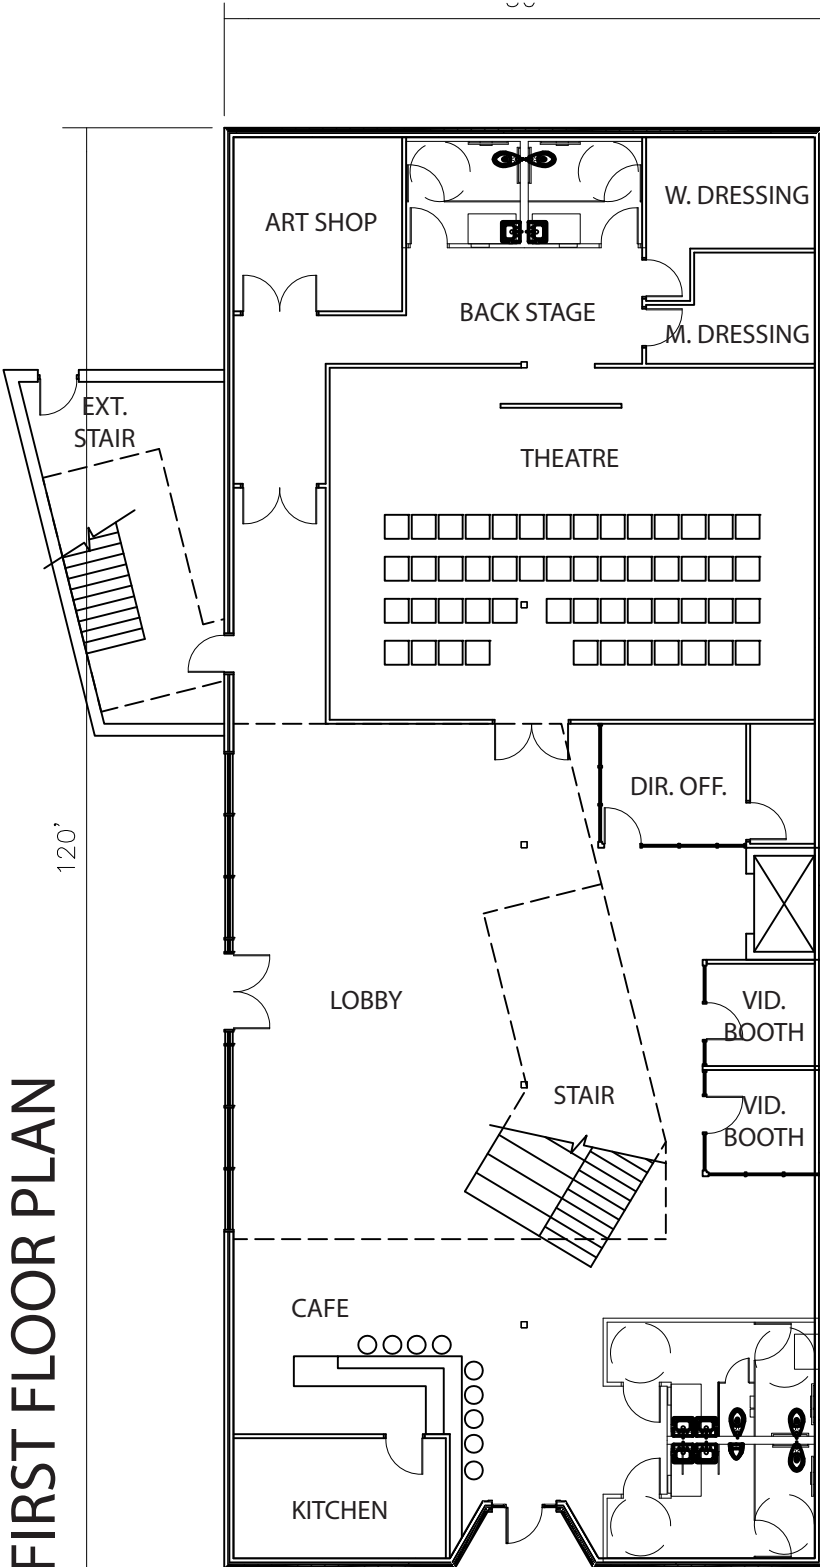 ART SHOP
W. DRESSING
BACK STAGE
M. DRESSING
EXT.
STAIR
THEATRE
DIR. OFF.
120'
LOBBY
VID.
BOOTH
STAIR
VID.
BOOTH
CAFE
KITCHEN
FIRST FLOOR PLAN